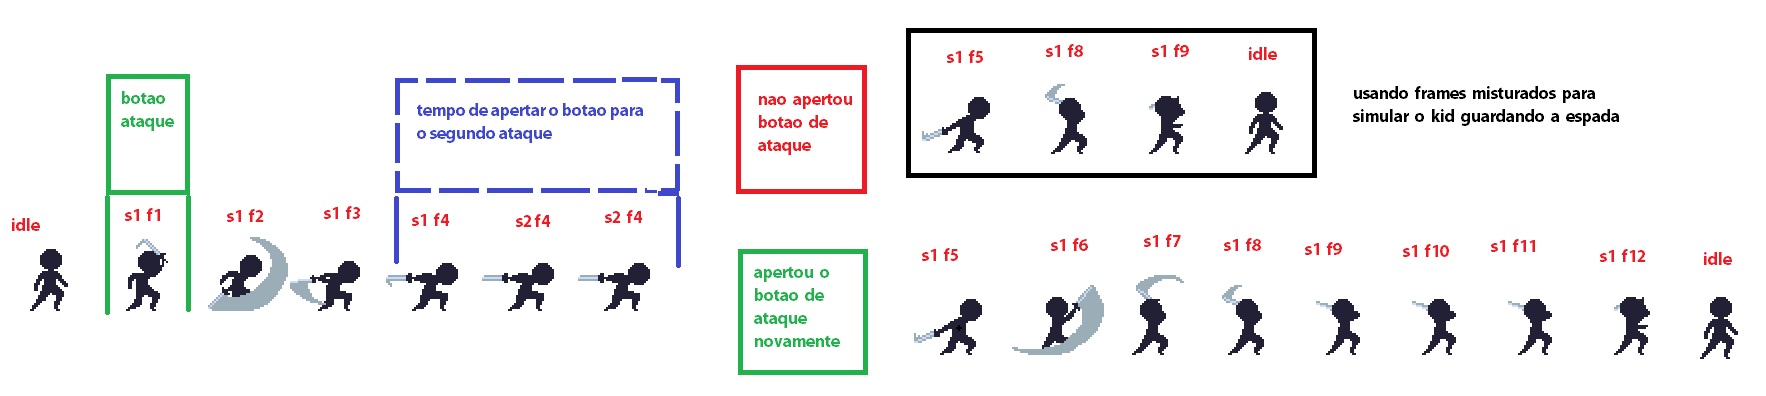 idle
botao
ataque
s1 f1
s1 f2
s1 f3
tempo de apertar o botao para
o segundo ataque
s1 f4
s2 f4
s2 f4
nao apertou
botao de
ataque
s1 f5
s1 f8
s1 f9
idle
usando frames misturados para
simular o kid guardando a espada
apertou o
botao de
ataque
novamente
s1 f5
s1 f6
s1 f7
s1 f8
s1 f9
s1 f10
s1 f11
s1 f12
idle